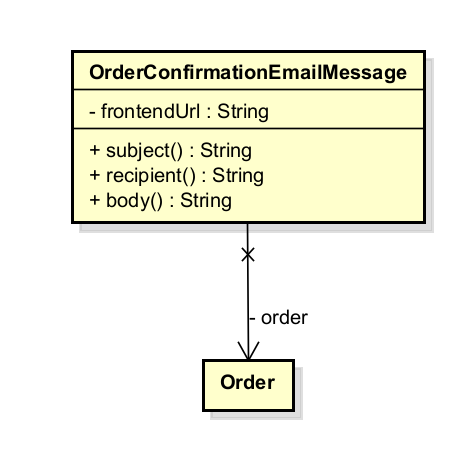 OrderConfirmationEmailMessage
- frontendUrl : String
+ subject() : String
+ recipient() : String
+ body() : String
- order
Order